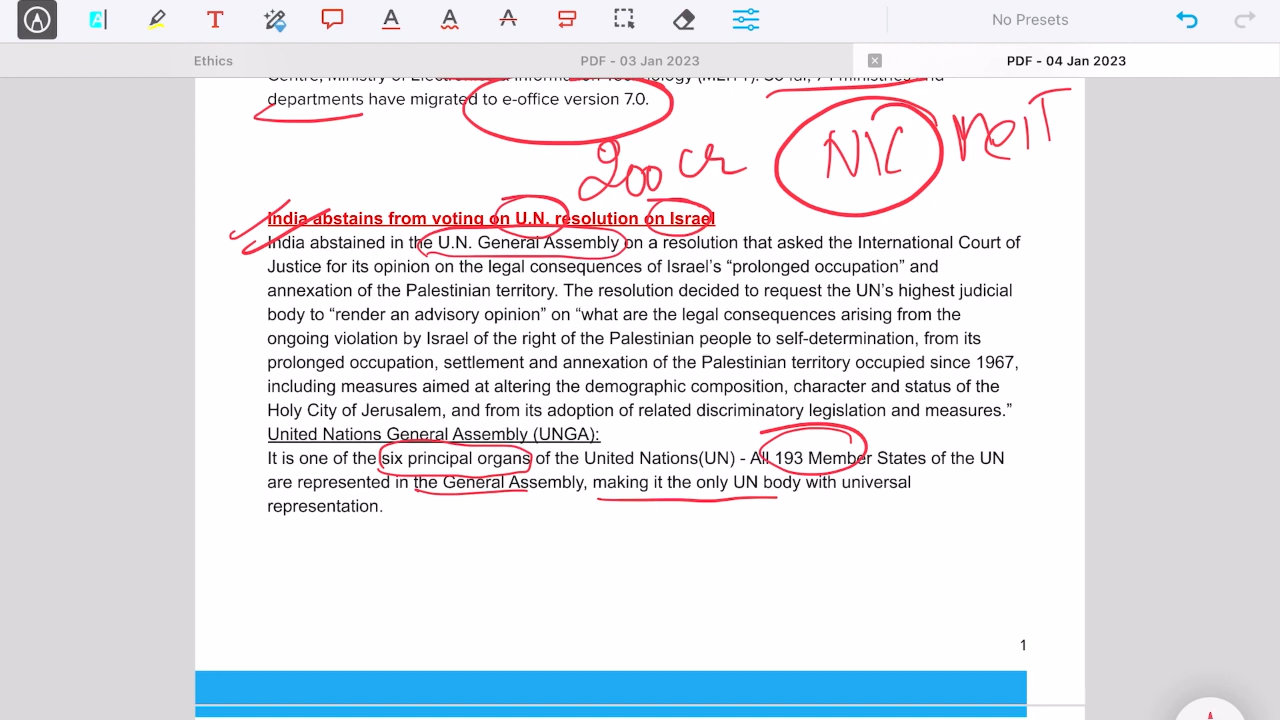 No Presets
Ethics
PDF - 03 Jan 2023
PDF - 04 Jan 2023
departments have migrated to e-office version 7.0.
200 cr
NIC
MeiT
India abstains from voting on U.N. resolution on Israel
India abstained in the U.N. General Assembly on a resolution that asked the International Court of
Justice for its opinion on the legal consequences of Israel’s “prolonged occupation” and
annexation of the Palestinian territory. The resolution decided to request the UN’s highest judicial
body to “render an advisory opinion” on “what are the legal consequences arising from the
ongoing violation by Israel of the right of the Palestinian people to self-determination, from its
prolonged occupation, settlement and annexation of the Palestinian territory occupied since 1967,
including measures aimed at altering the demographic composition, character and status of the
Holy City of Jerusalem, and from its adoption of related discriminatory legislation and measures.”
United Nations General Assembly (UNGA):
It is one of the six principal organs of the United Nations(UN) - All 193 Member States of the UN
are represented in the General Assembly, making it the only UN body with universal
representation.
1